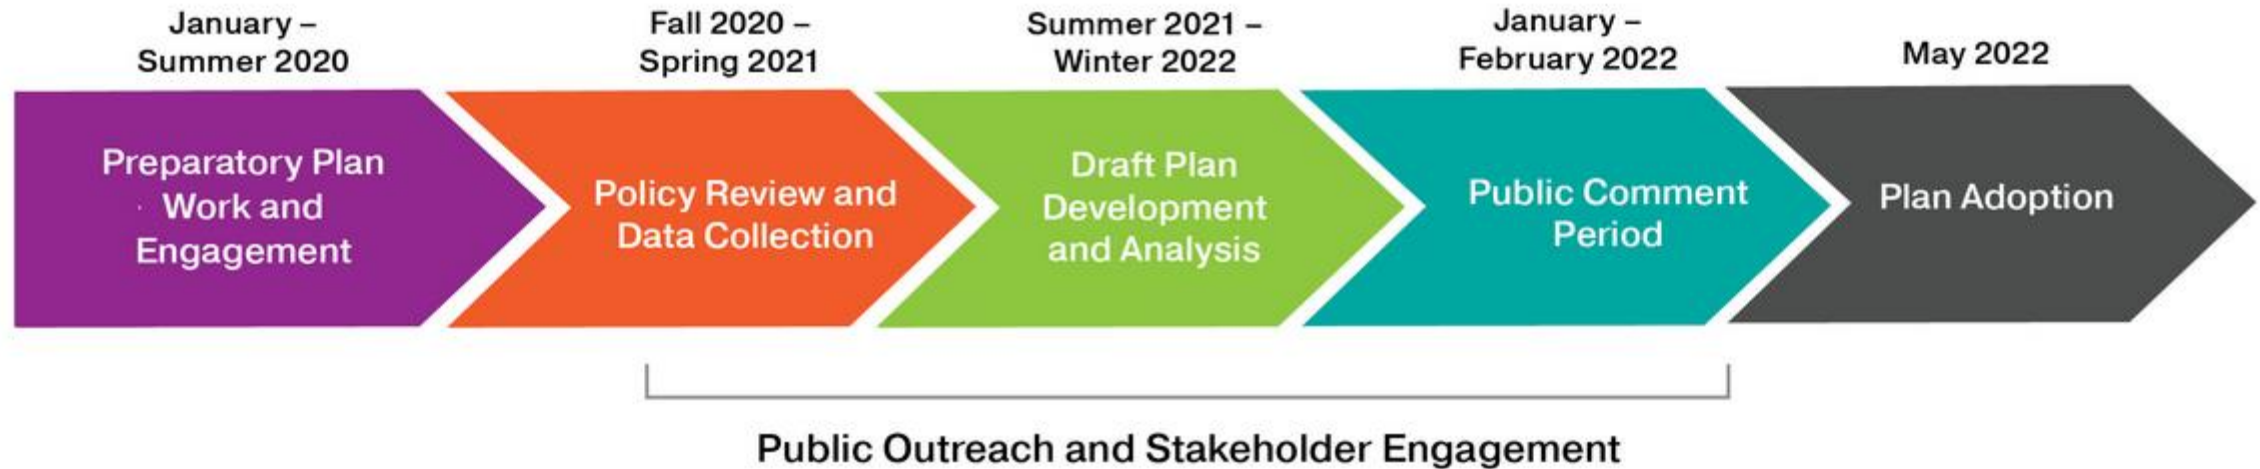 January –
Summer 2020
Fall 2020 –
Spring 2021
Summer 2021 –
Winter 2022
January –
February 2022
May 2022
Preparatory Plan
Work and
Engagement
Policy Review and
Data Collection
Draft Plan
Development
and Analysis
Public Comment
Period
Plan Adoption
Public Outreach and Stakeholder Engagement